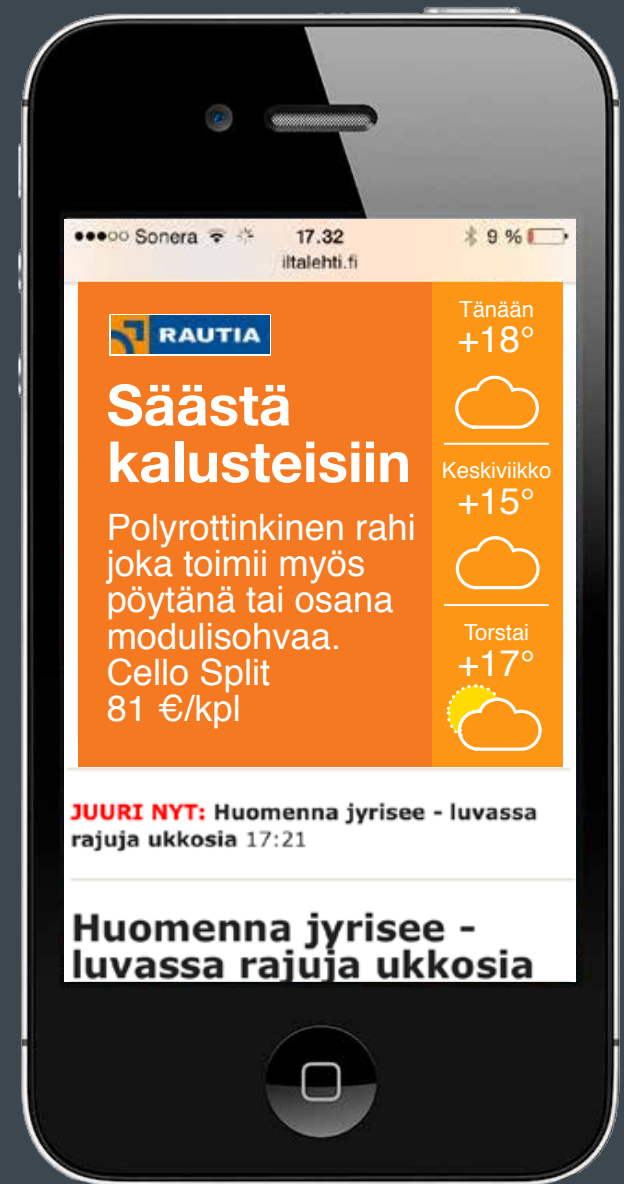 ●●●○○ Sonera 17.32 9 %
iltalehti.fi
RAUTIA
Säästä
kalusteisiin
Polyrottinkinen rahi
joka toimii myös
pöytänä tai osana
modulisohvaa.
Cello Split
81 €/kpl
Tänään
+18°
Keskiviikko
+15°
Torstai
+17°
JUURI NYT: Huomenna jyrisee - luvassa
rajuja ukkosia 17:21
Huomenna jyrisee -
luvassa rajuja ukkosia